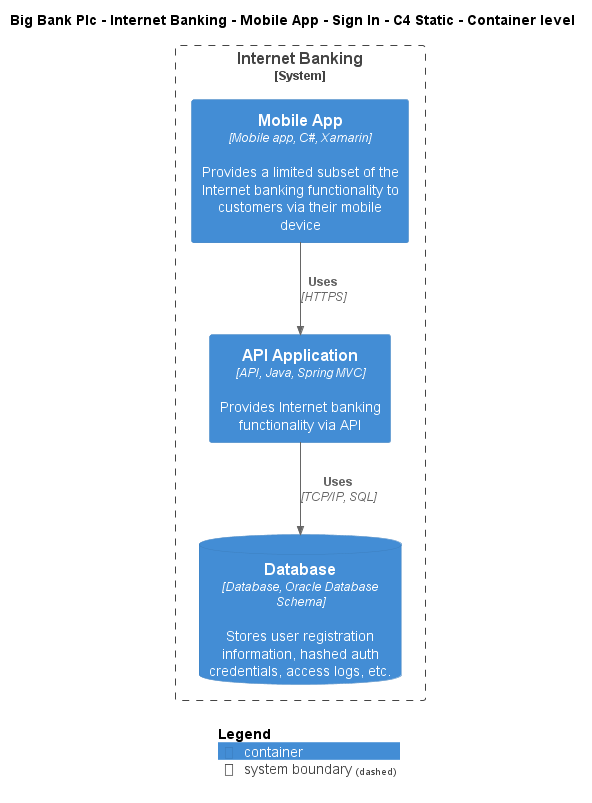 Big Bank Plc - Internet Banking - Mobile App - Sign In - C4 Static - Container level
Internet Banking
[System]
Mobile App
[Mobile app, C#, Xamarin]
Provides a limited subset of the
Internet banking functionality to
customers via their mobile
device
Uses
[HTTPS]
API Application
[API, Java, Spring MVC]
Provides Internet banking
functionality via API
Uses
[TCP/IP, SQL]
Database
[Database, Oracle Database
Schema]
Stores user registration
information, hashed auth
credentials, access logs, etc.
Legend
container
system boundary (dashed)